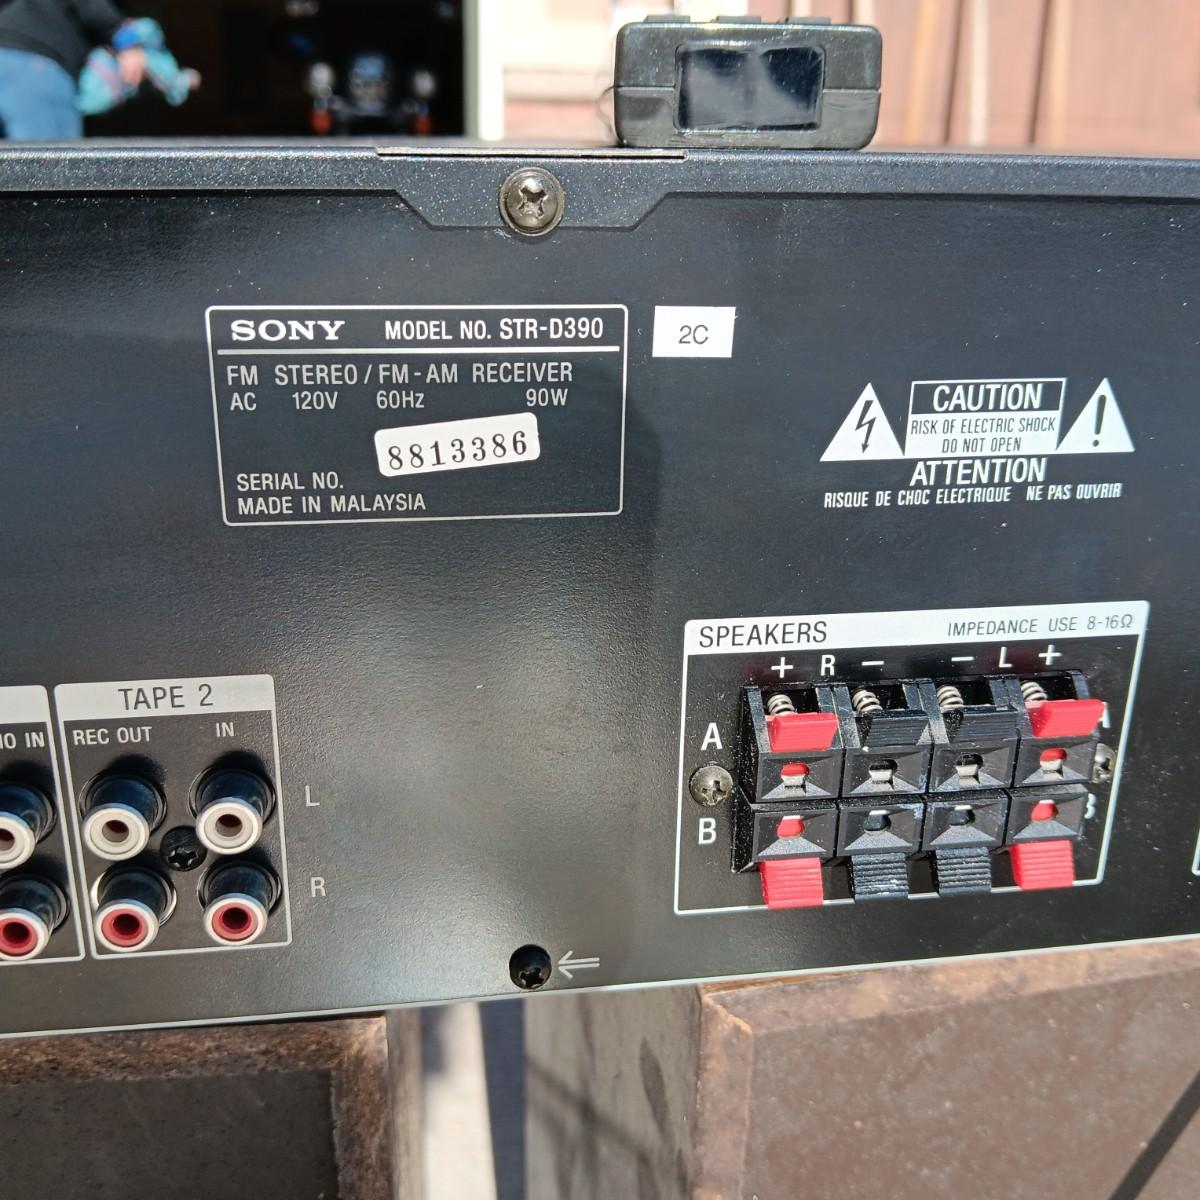 SONY MODEL NO. STR-D390
2C
FM STEREO / FM-AM RECEIVER
AC 120V 60Hz 90W
8813386
SERIAL NO.
MADE IN MALAYSIA
CAUTION
RISK OF ELECTRIC SHOCK
DO NOT OPEN
ATTENTION
RISQUE DE CHOC ELECTRIQUE NE PAS OUVRIR
SPEAKERS IMPEDANCE USE 8-16Ω
+ R − − L +
A A
B B
TAPE 2
IN REC OUT IN
L
R